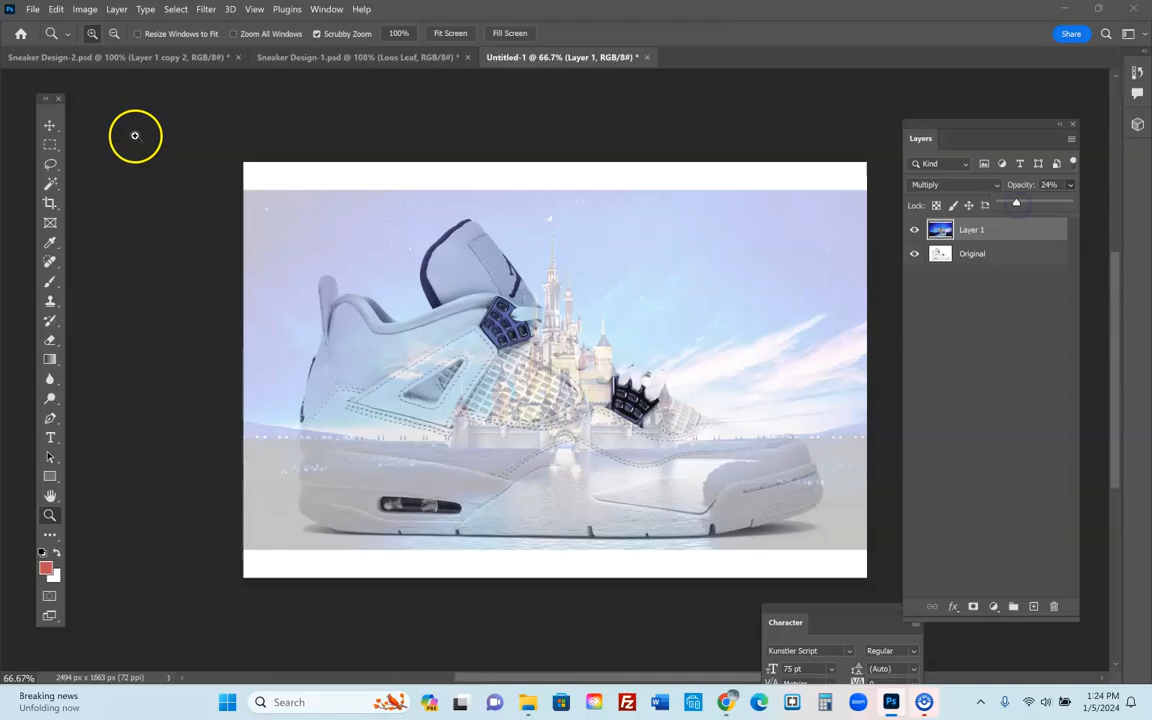 Ps File Edit Image Layer Type Select Filter 3D View Plugins Window Help
Resize Windows to Fit All Windows Scrubby Zoom 100% Fit Screen Fill Screen Share
Sneaker Design-2.psd @ 100% (Layer 1 copy 2, RGB/8#) * × Sneaker Design-1.psd @ 108% (Loos Leaf, RGB/8#) * × Untitled-1 @ 66.7% (Layer 1, RGB/8#) * ×
Layers
Kind
Multiply Opacity: 24%
Lock:
Layer 1
Original
fx
Character
Kunstler Script Regular
75 pt (Auto)
66.67% 2494 px x 1663 px (72 ppi)
Breaking news
Unfolding now
Search
zoom
Ps
1:24 PM
1/5/2024